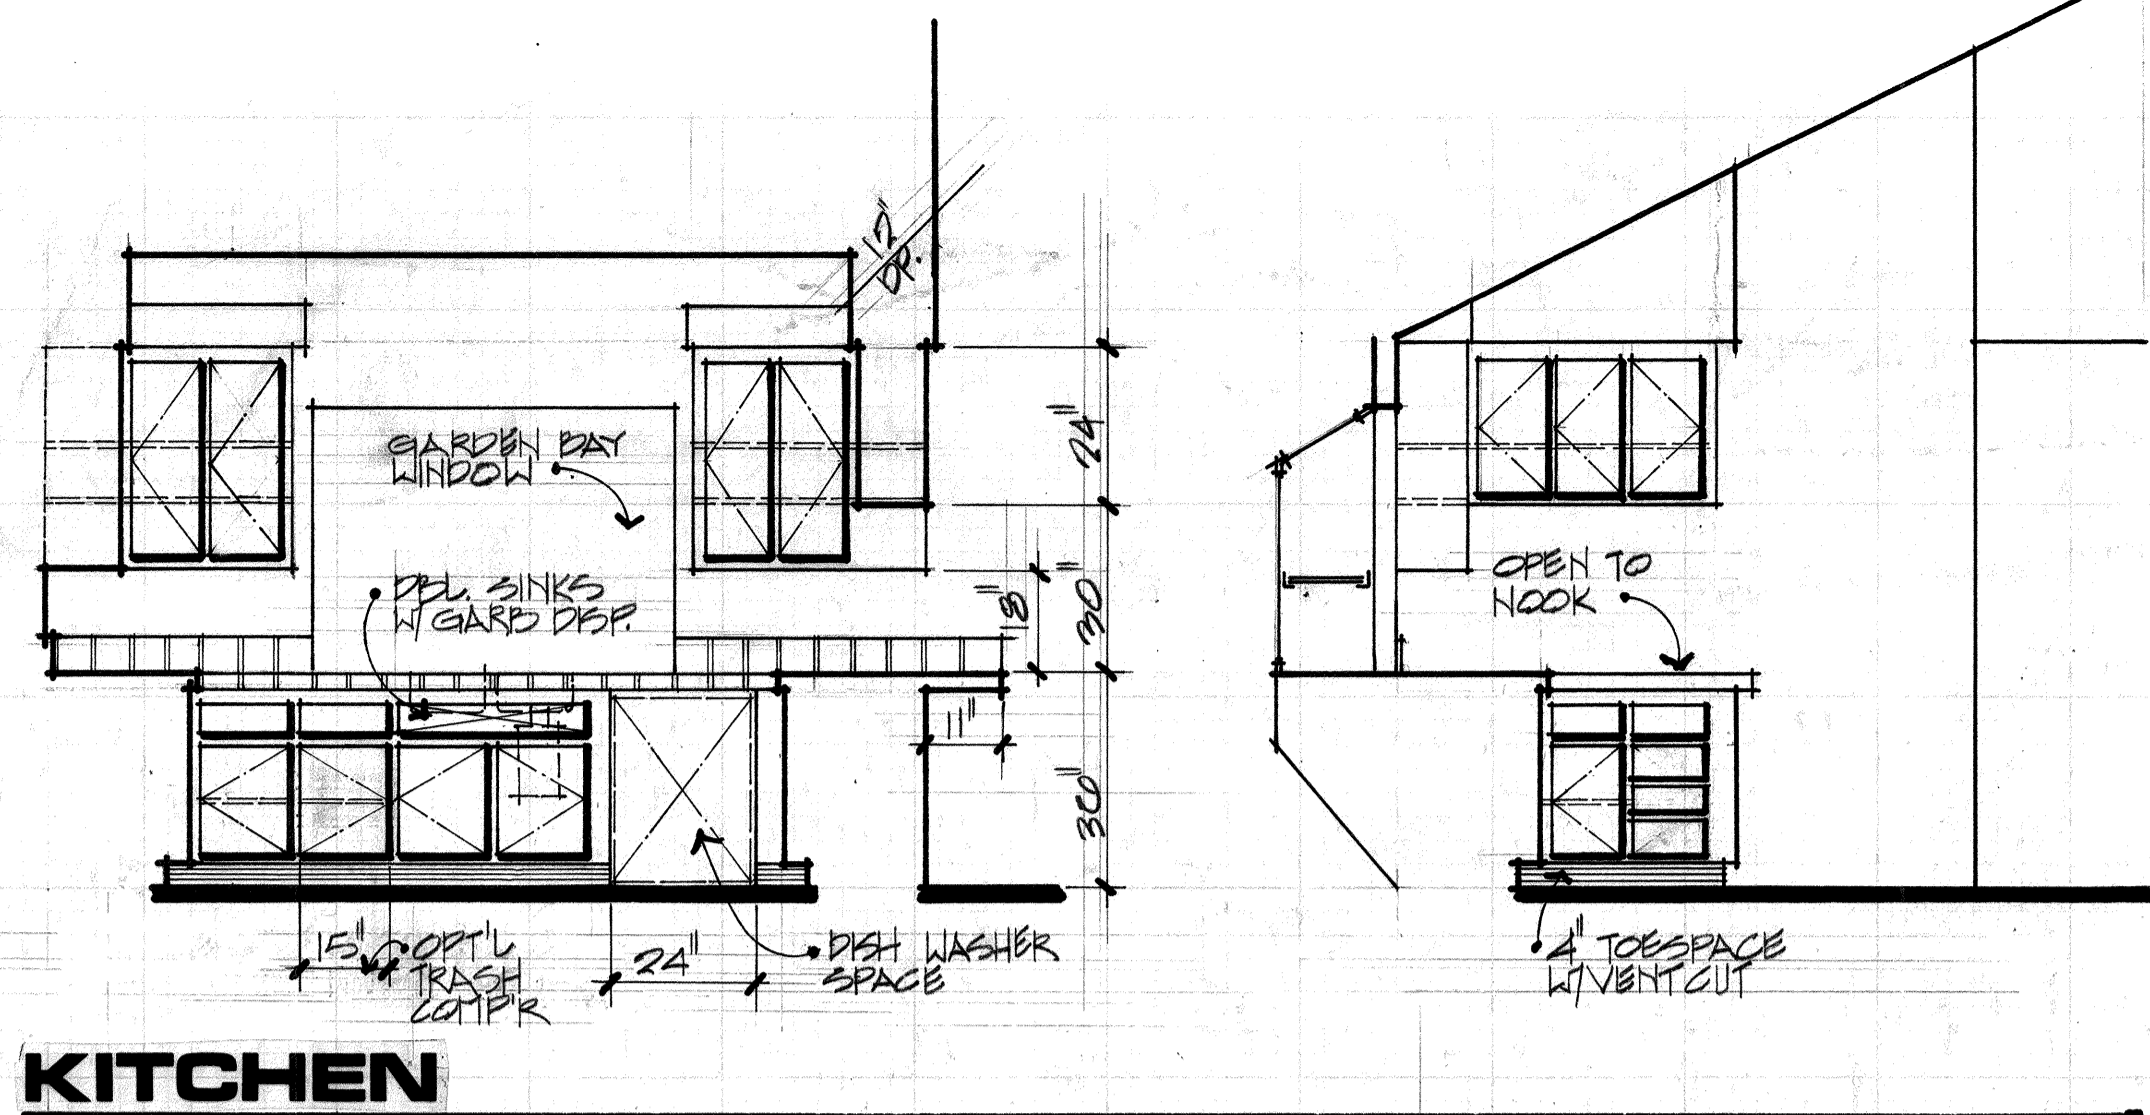 12"
DP.
GARDEN BAY
WINDOW
24"
DBL. SINKS
W/ GARB DISP.
18"
30"
OPEN TO
NOOK
11"
30"
15"
OPT'L
TRASH
COMP'R
24"
DISH WASHER
SPACE
4" TOESPACE
W/VENT CUT
KITCHEN